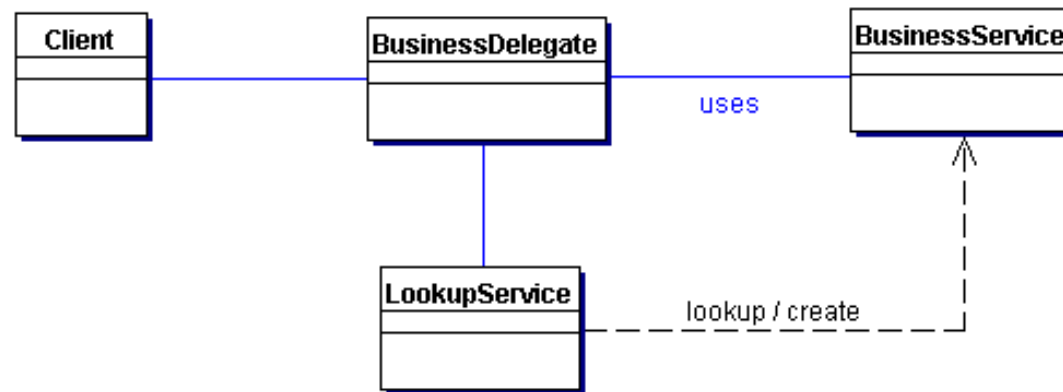 Client
BusinessDelegate
BusinessService
uses
LookupService
lookup / create